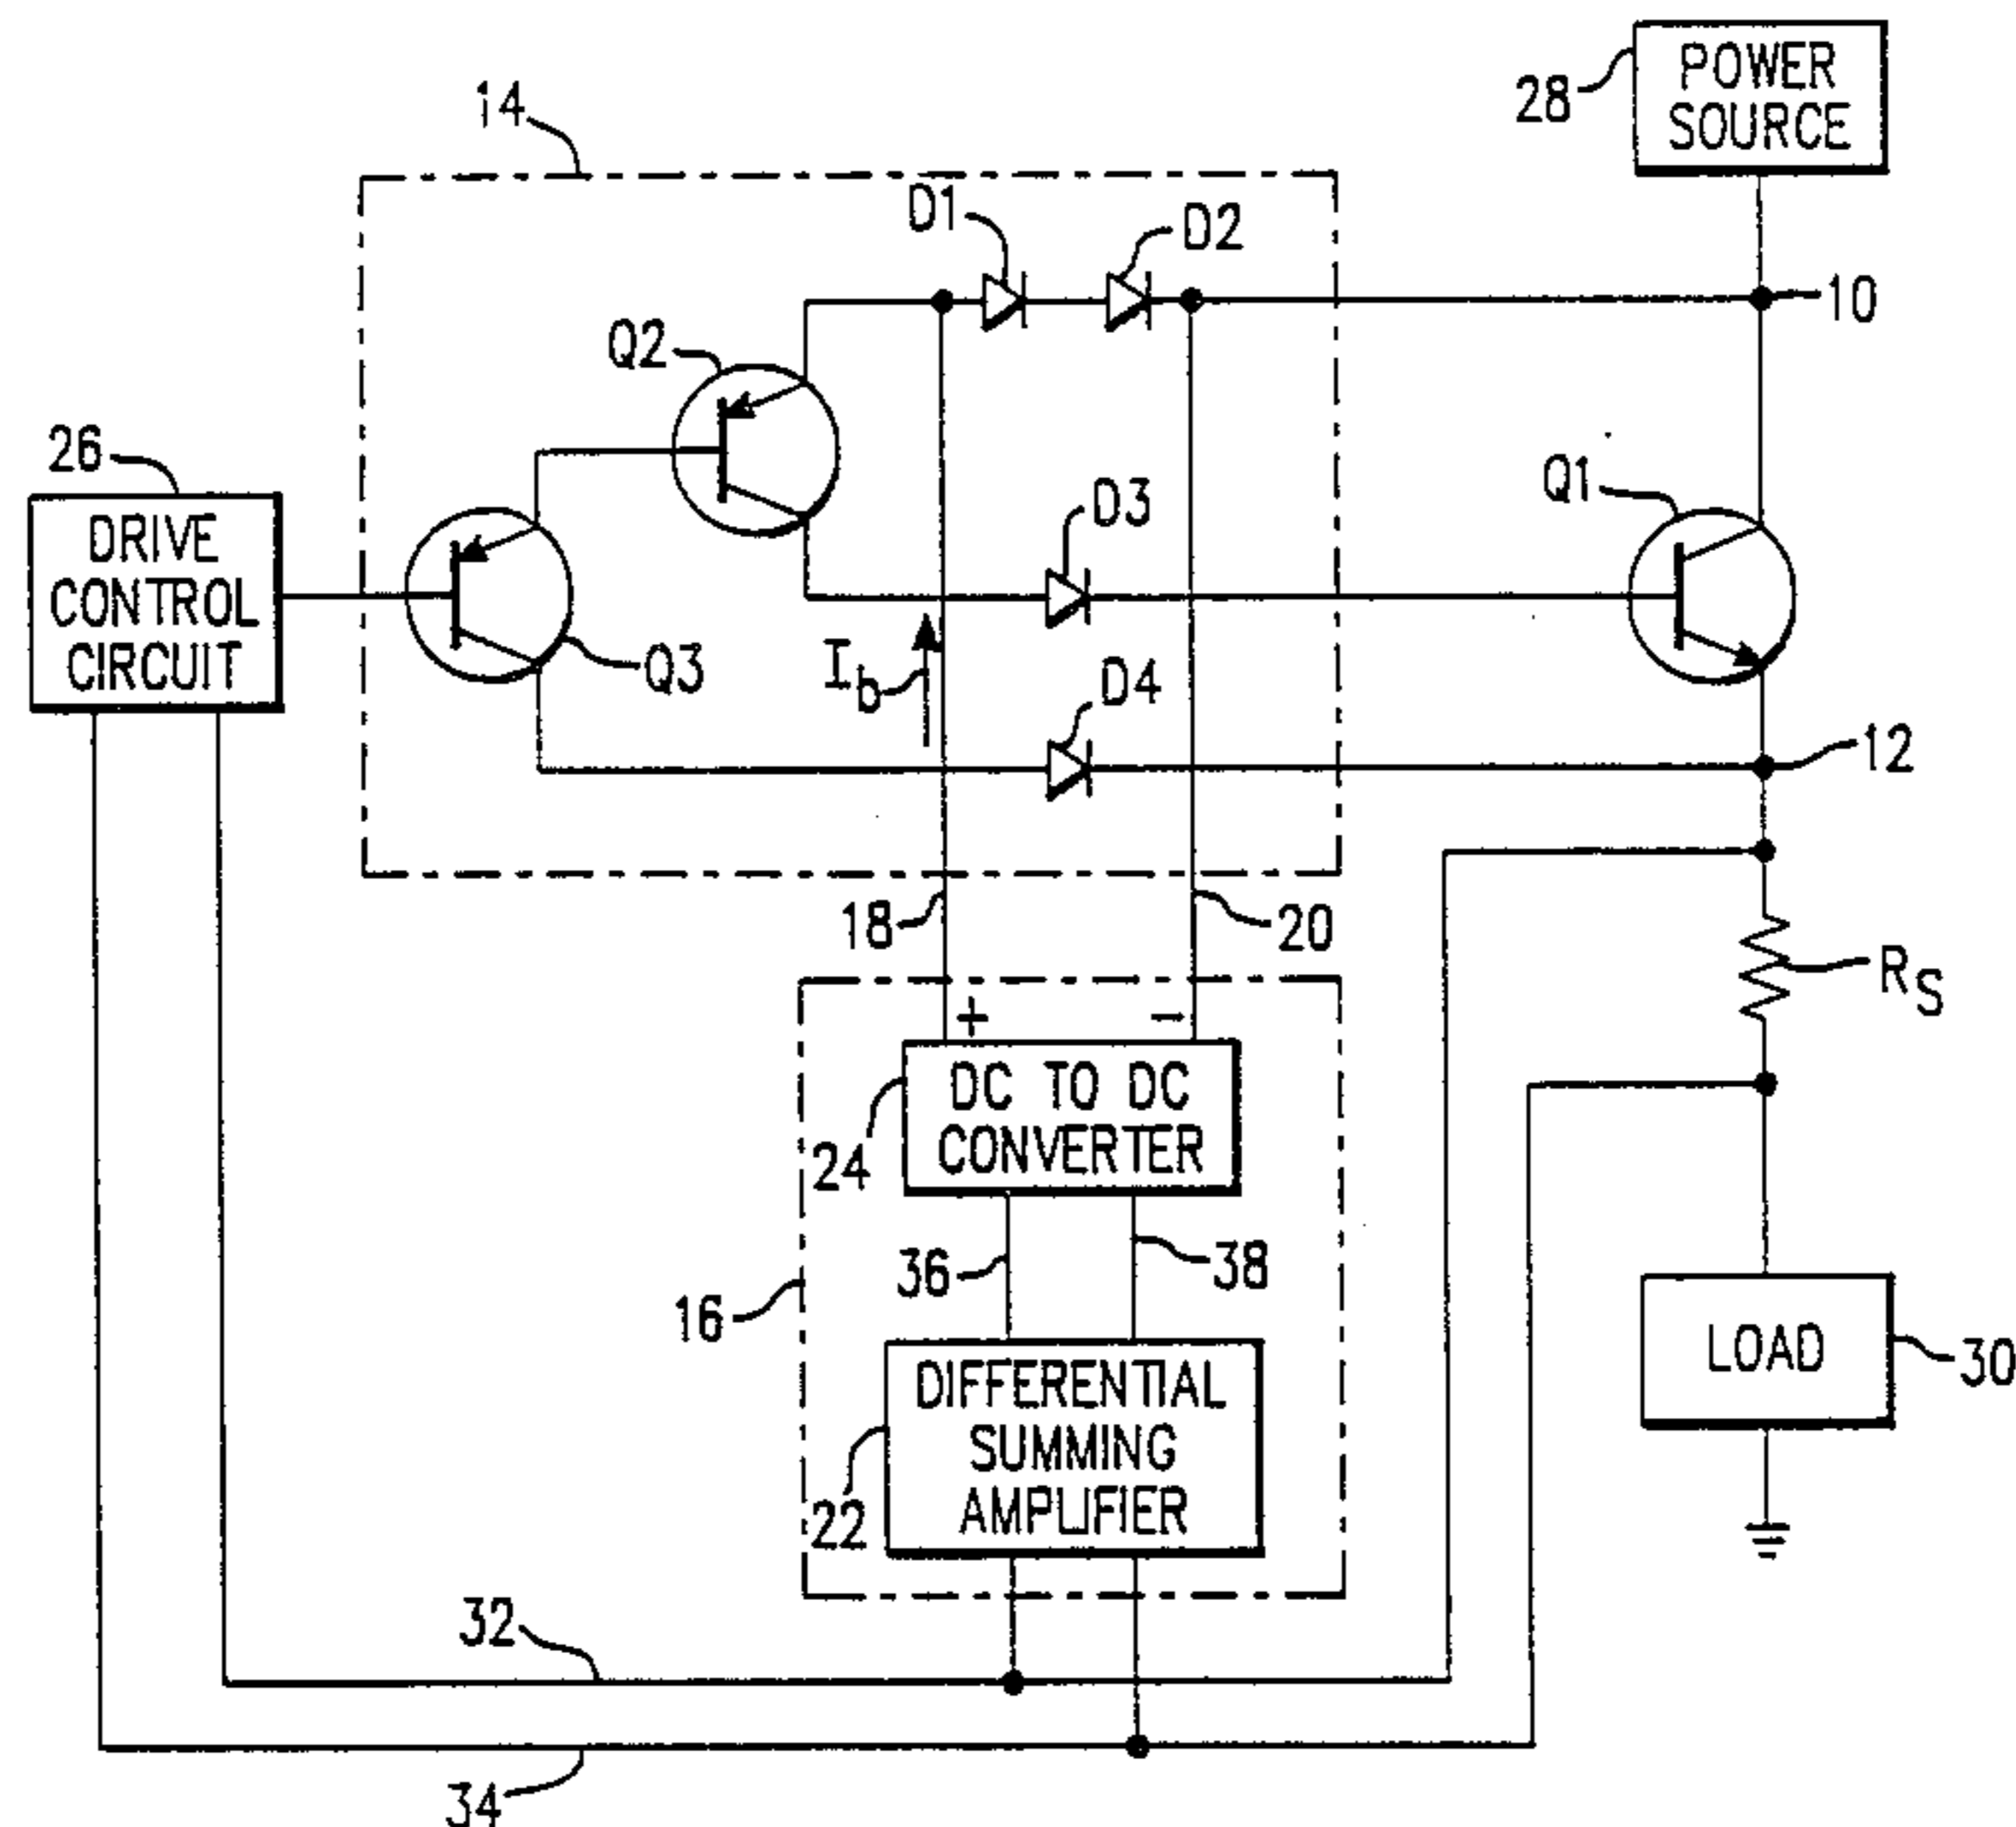 POWER
SOURCE
28
14
D1
D2
10
Q2
26
D3
Q1
DRIVE
CONTROL
CIRCUIT
Q3
Ib
D4
12
18
20
RS
+
-
DC TO DC
CONVERTER
24
36
38
16
LOAD
30
DIFFERENTIAL
SUMMING
AMPLIFIER
22
32
34